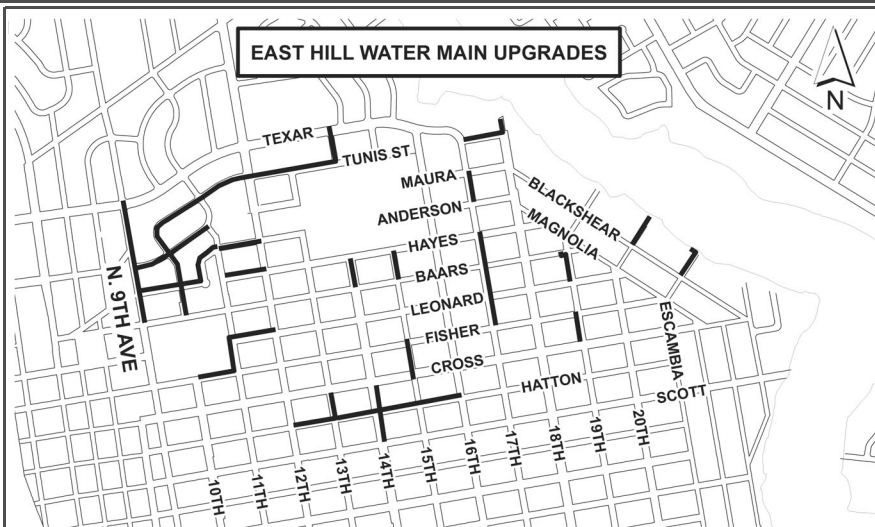 EAST HILL WATER MAIN UPGRADES
N
TEXAR
TUNIS ST
MAURA
BLACKSHEAR
ANDERSON
MAGNOLIA
HAYES
BAARS
N. 9TH AVE
LEONARD
FISHER
ESCAMBIA
CROSS
HATTON
SCOTT
10TH
11TH
12TH
13TH
14TH
15TH
16TH
17TH
18TH
19TH
20TH